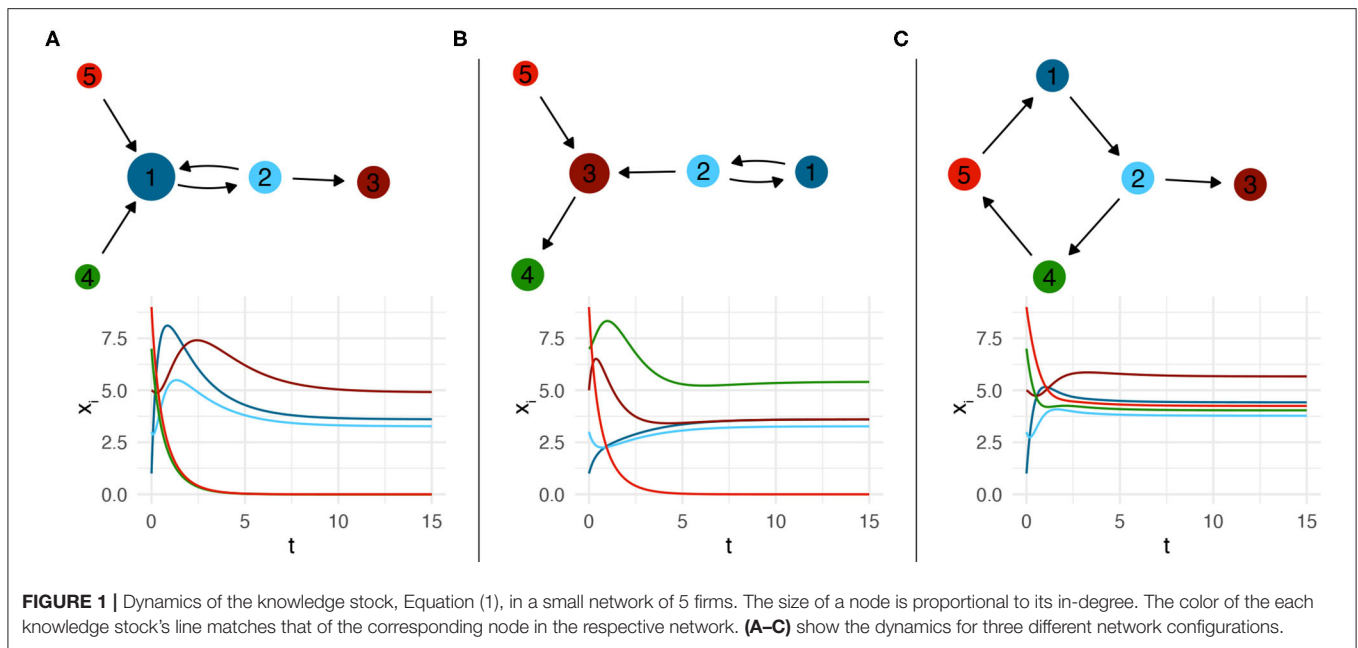 A
B
C
5
1
2
3
4
5
3
2
1
4
1
5
2
3
4
7.5
5.0
2.5
0.0
xi
0 5 10 15
t
7.5
5.0
2.5
0.0
xi
0 5 10 15
t
7.5
5.0
2.5
0.0
xi
0 5 10 15
t
FIGURE 1 | Dynamics of the knowledge stock, Equation (1), in a small network of 5 firms. The size of a node is proportional to its in-degree. The color of the each
knowledge stock's line matches that of the corresponding node in the respective network. (A–C) show the dynamics for three different network configurations.